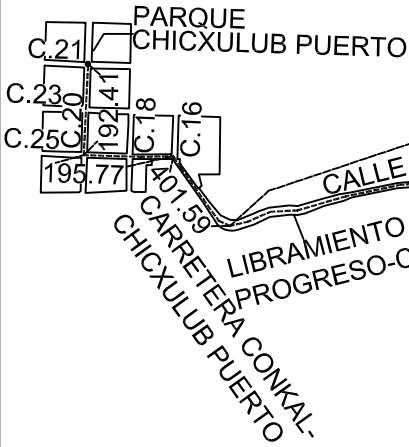 PARQUE
CHICXULUB PUERTO
C.21
C.23
C.25
C.20
192.41
C.18
C.16
195.77
401.59
CALLE
LIBRAMIENTO
PROGRESO-C
CARRETERA CONKAL-
CHICXULUB PUERTO